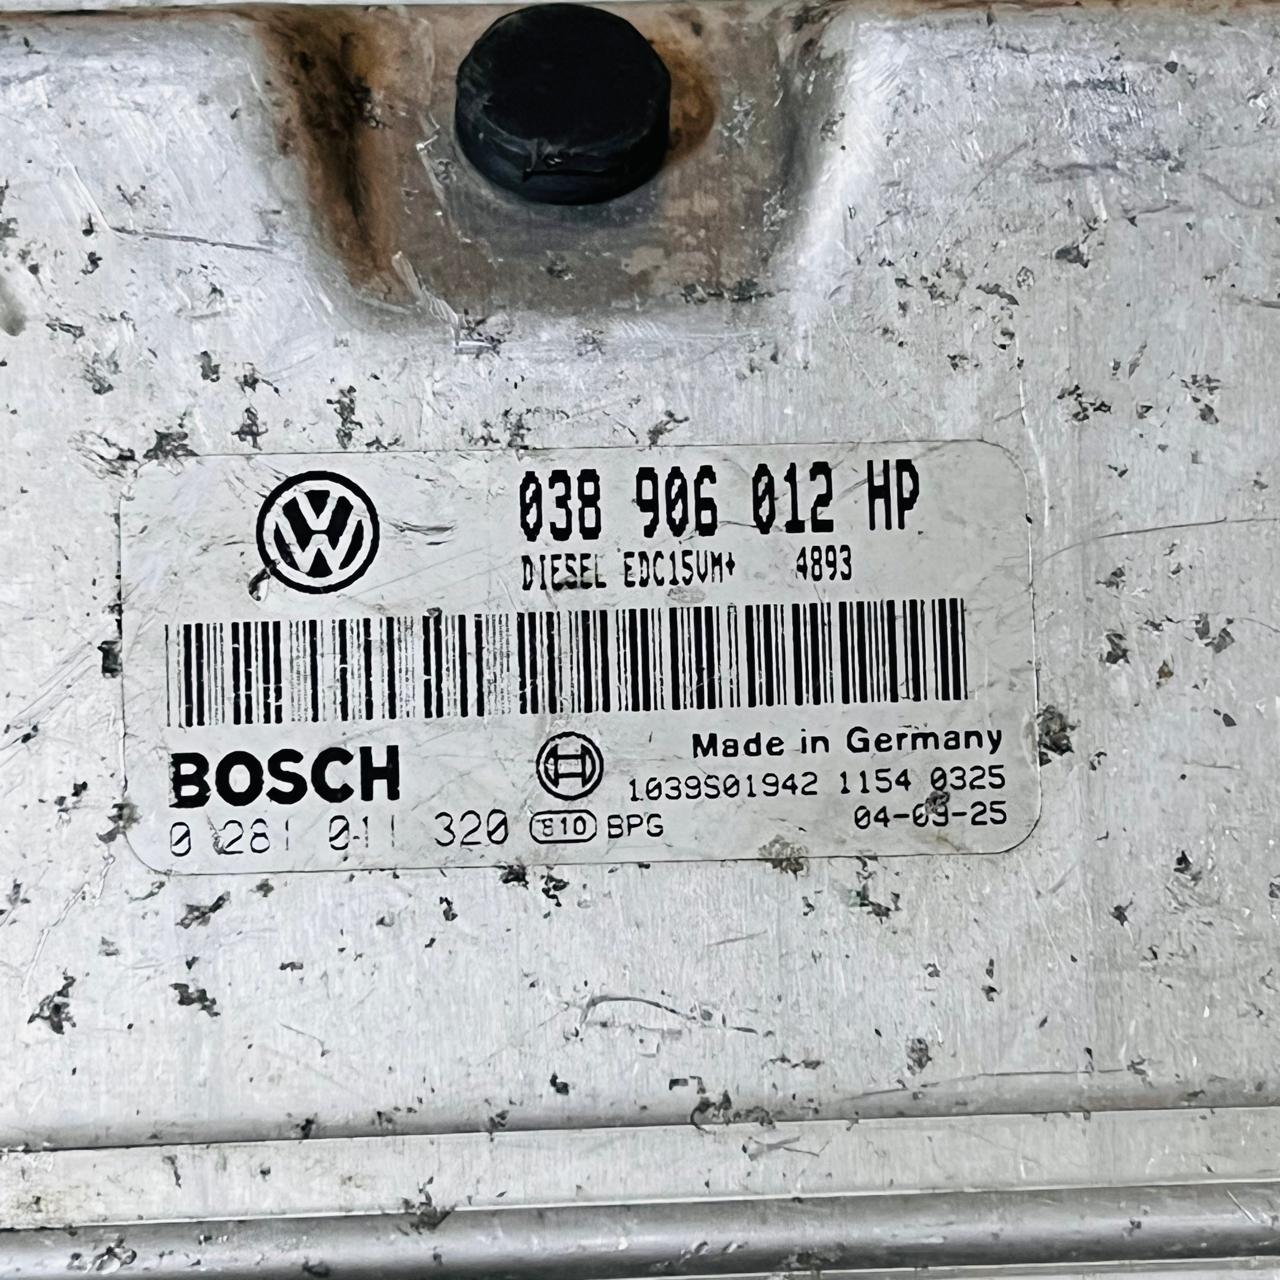 038 906 012 HP
DIESEL EDC15VM+ 4893
BOSCH
Made in Germany
1039S01942 1154 0325
0 281 011 320 S10 BPG
04-03-25